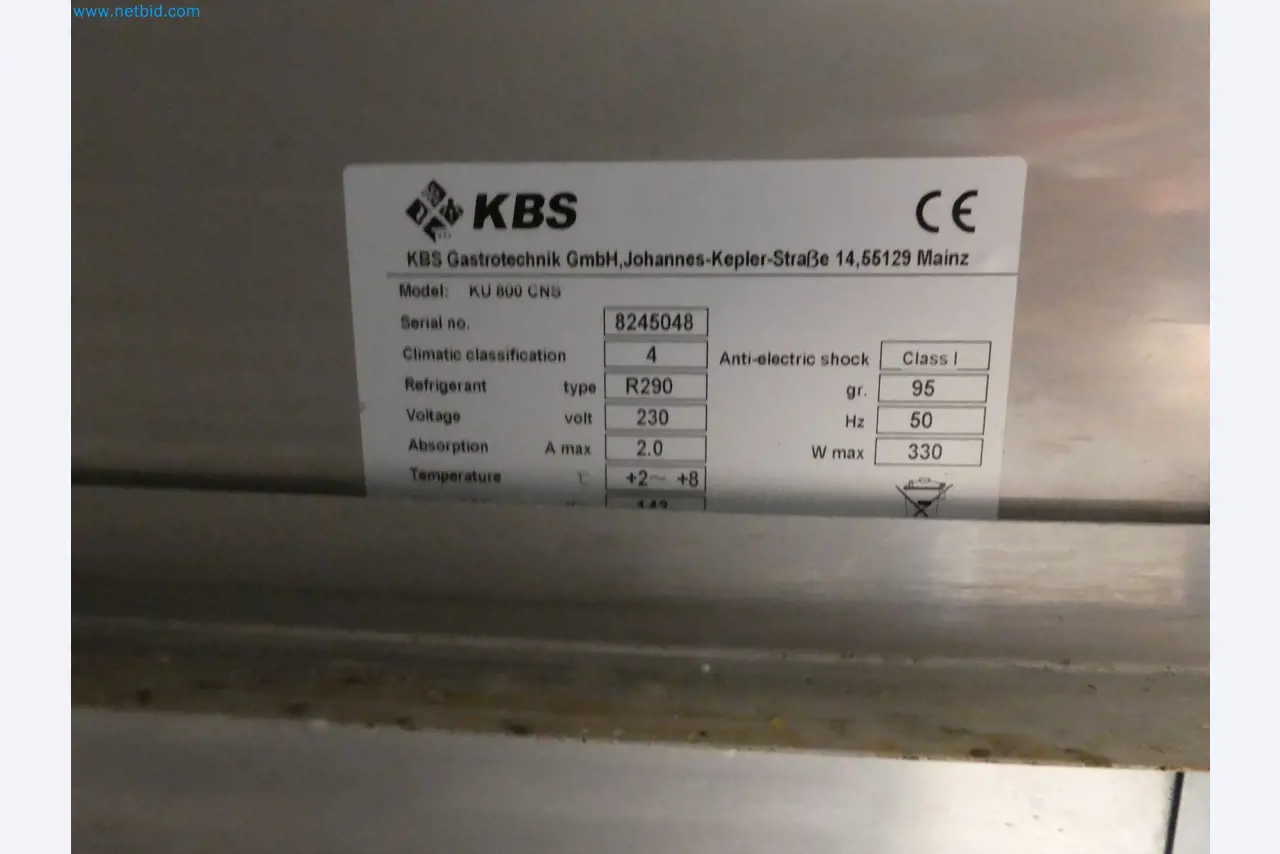 www.netbid.com
KBS CE
KBS Gastrotechnik GmbH,Johannes-Kepler-Straße 14,55129 Mainz
Model: KU 800 CNS
Serial no. 8245048
Climatic classification 4 Anti-electric shock Class I
Refrigerant type R290 gr. 95
Voltage volt 230 Hz 50
Absorption A max 2.0 W max 330
Temperature ℃ +2~ +8